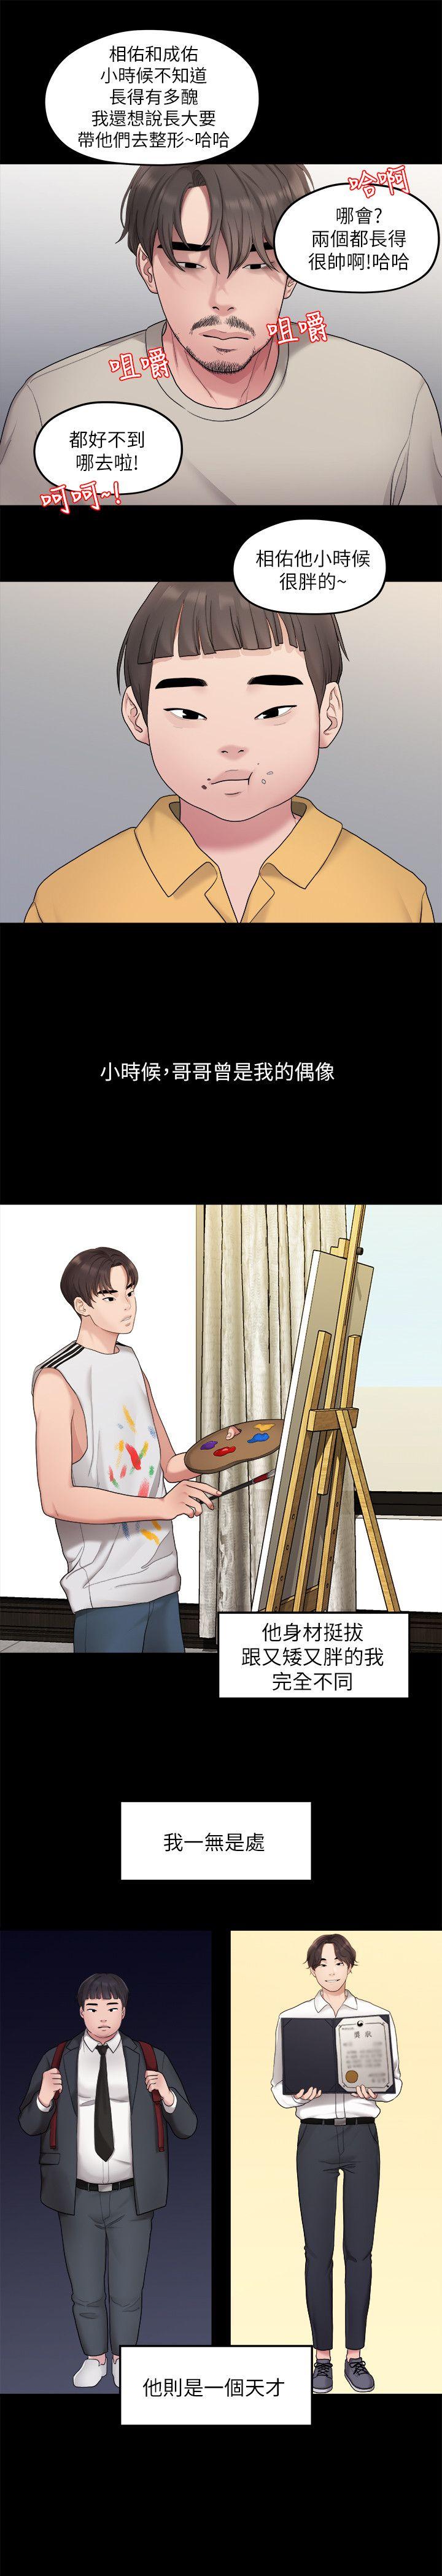 相佑和成佑
小時候不知道
長得有多醜
我還想說長大要
帶他們去整形~哈哈
哈啊
哪會?
兩個都長得
很帥啊!哈哈
咀嚼
咀嚼
都好不到
哪去啦!
呵呵~!
相佑他小時候
很胖的~
小時候,哥哥曾是我的偶像
他身材挺拔
跟又矮又胖的我
完全不同
我一無是處
他則是一個天才